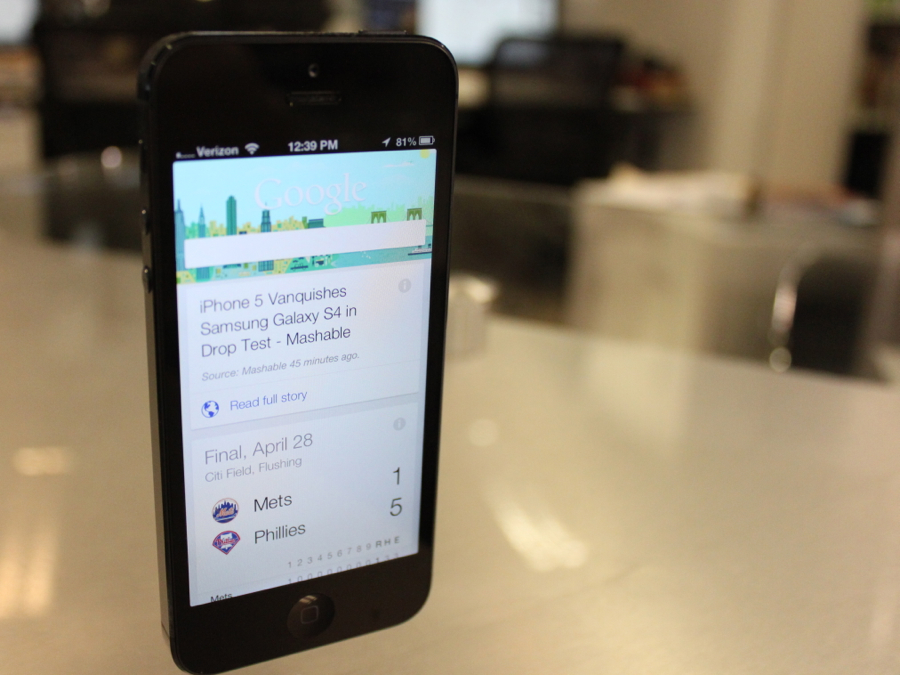 Verizon 12:39 PM 81%
Google
iPhone 5 Vanquishes
Samsung Galaxy S4 in
Drop Test - Mashable
Source: Mashable 45 minutes ago.
Read full story
Final, April 28
Citi Field, Flushing
Mets 1
Phillies 5
1 2 3 4 5 6 7 8 9 R H E
Mets